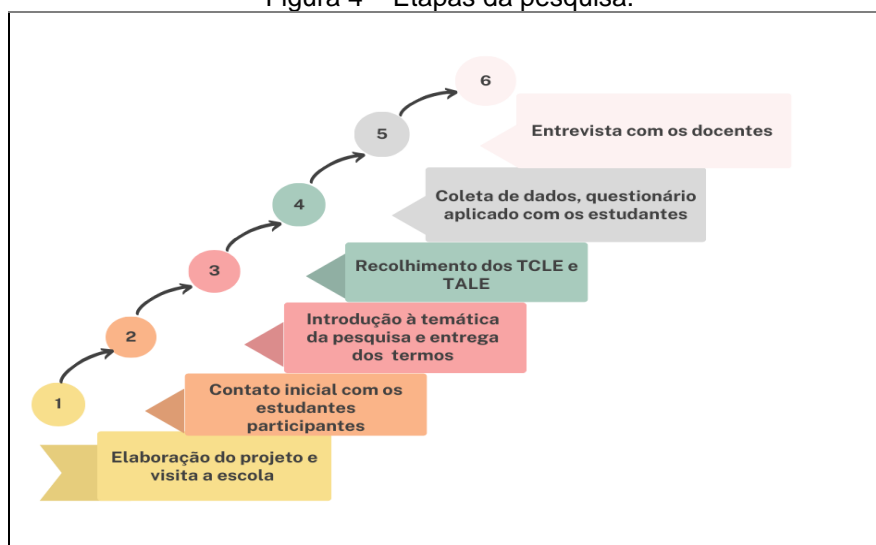 Figura 4 – Etapas da pesquisa.
6
Entrevista com os docentes
5
Coleta de dados, questionário
aplicado com os estudantes
4
Recolhimento dos TCLE e
TALE
3
Introdução à temática
da pesquisa e entrega
dos termos
2
Contato inicial com os
estudantes
participantes
1
Elaboração do projeto e
visita a escola